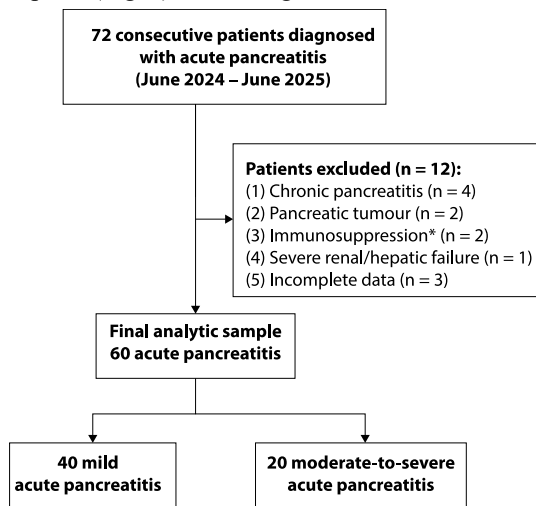 72 consecutive patients diagnosed
with acute pancreatitis
(June 2024 – June 2025)
Patients excluded (n = 12):
(1) Chronic pancreatitis (n = 4)
(2) Pancreatic tumour (n = 2)
(3) Immunosuppression* (n = 2)
(4) Severe renal/hepatic failure (n = 1)
(5) Incomplete data (n = 3)
Final analytic sample
60 acute pancreatitis
40 mild
acute pancreatitis
20 moderate-to-severe
acute pancreatitis